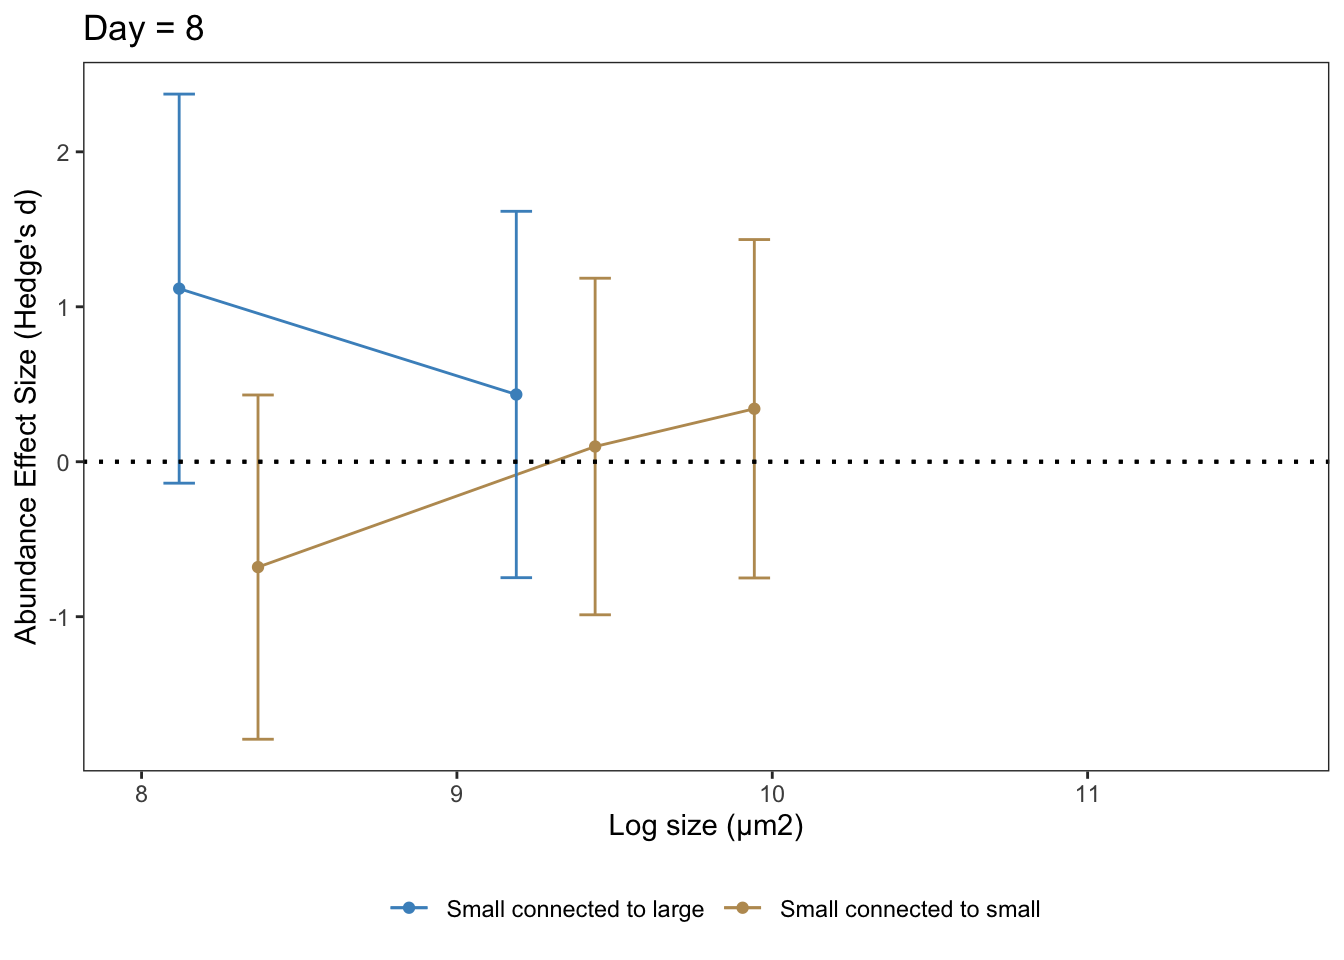 Day = 8
Abundance Effect Size (Hedge's d)
2
1
0
-1
8 9 10 11
Log size (µm2)
Small connected to large Small connected to small